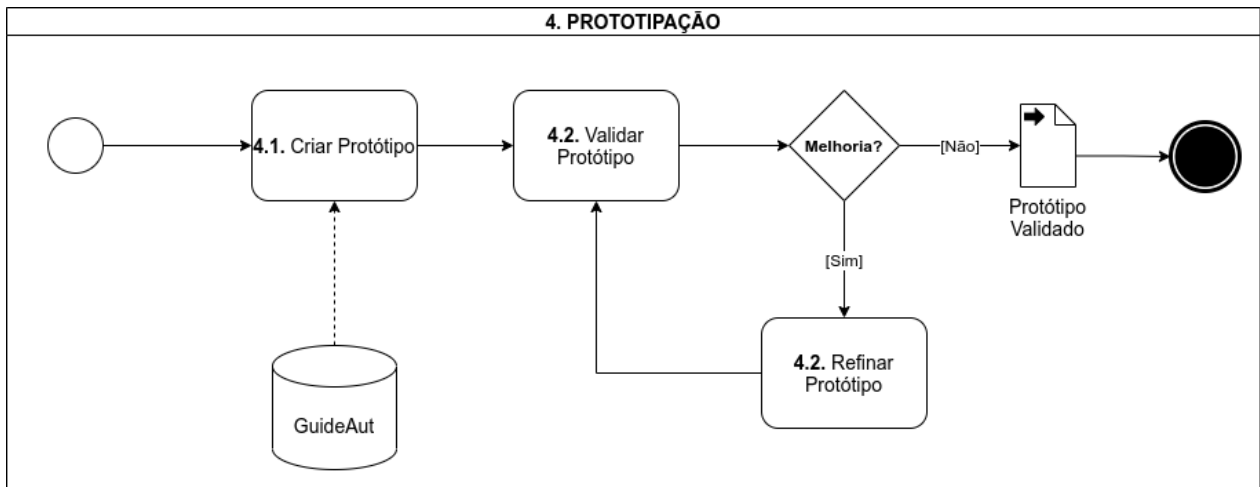 4. PROTOTIPAÇÃO
4.1. Criar Protótipo
4.2. Validar
Protótipo
Melhoria?
[Não]
Protótipo
Validado
[Sim]
4.2. Refinar
Protótipo
GuideAut